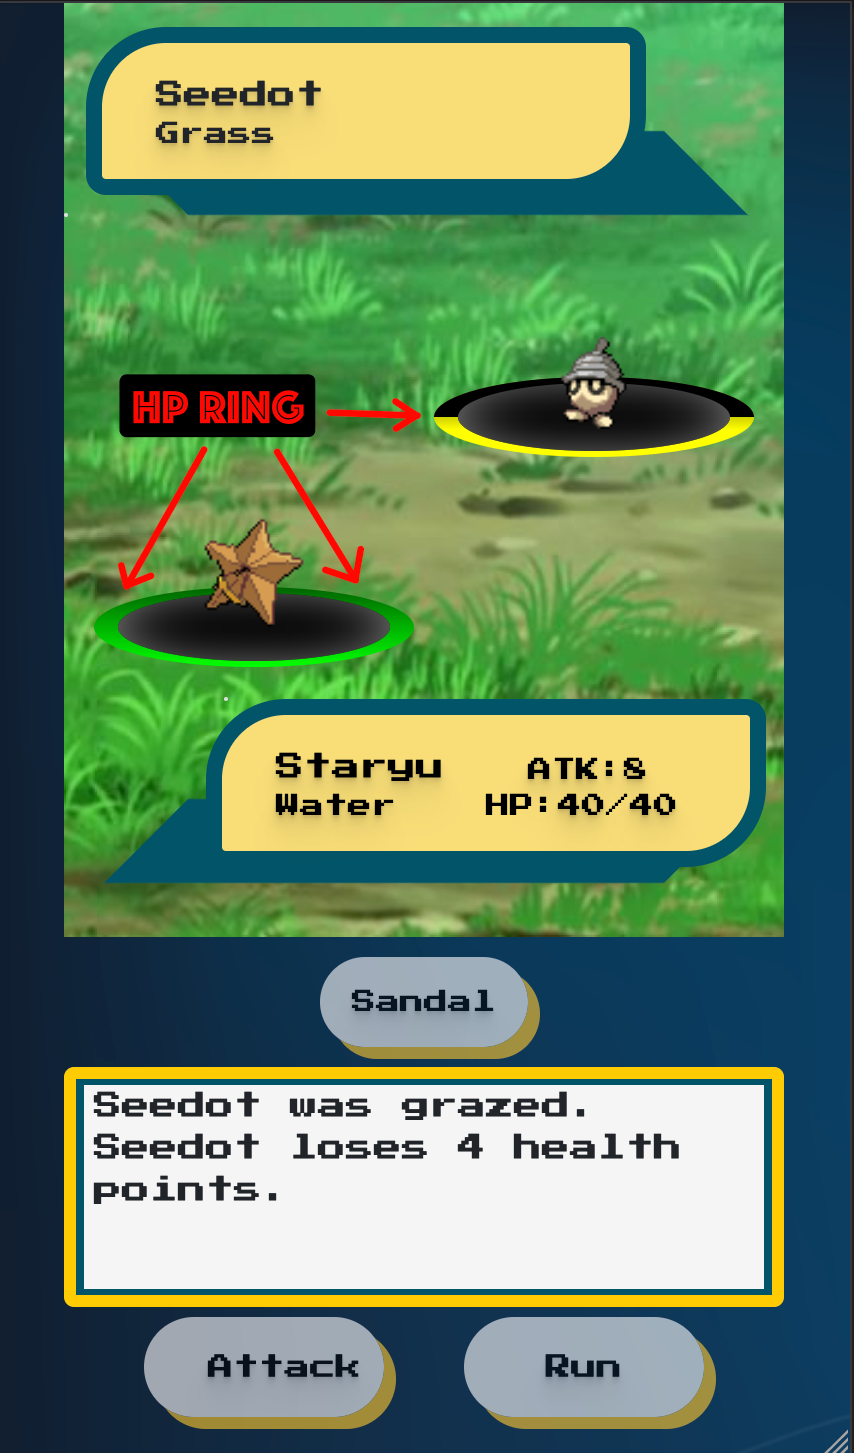 Seedot
Grass
HP RING
Staryu
ATK:8
Water
HP:40/40
Sandal
Seedot was grazed.
Seedot loses 4 health
points.
Attack
Run